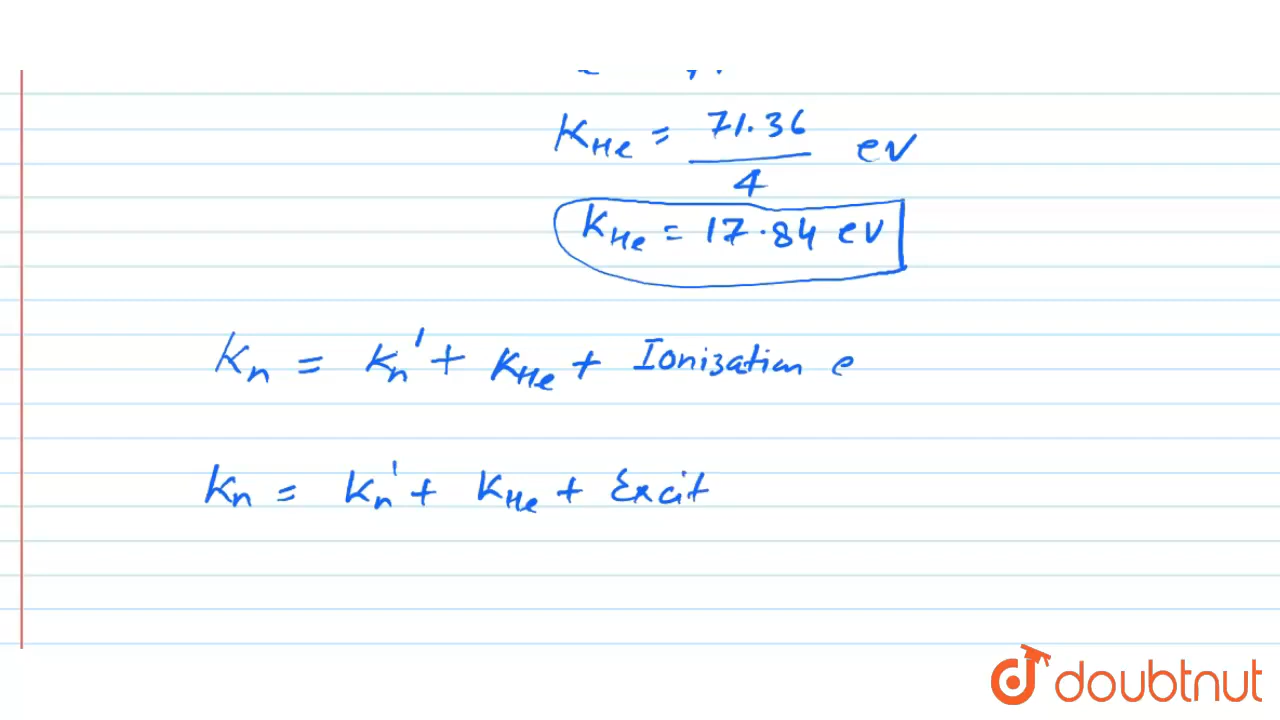 K_He = 71.36 / 4 eV
K_He = 17.84 eV
K_n = K_n' + K_He + Ionization e
K_n = K_n' + K_He + Excit
doubtnut